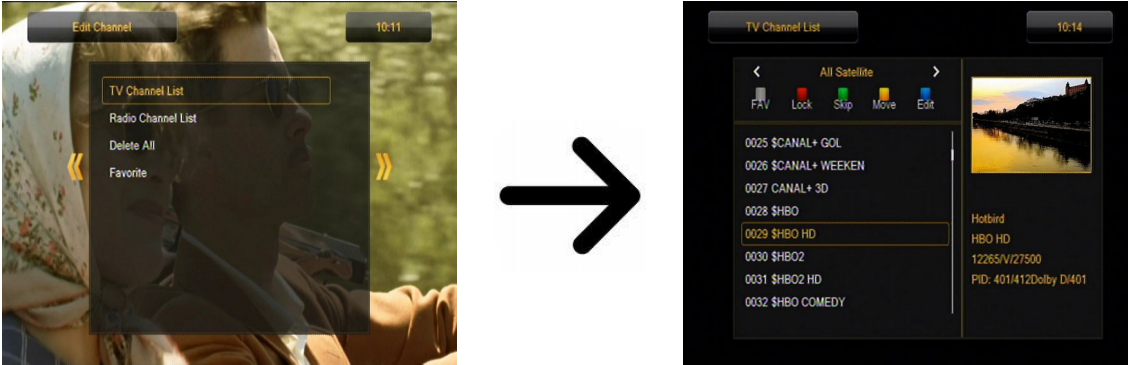 Edit Channel
10:11
TV Channel List
Radio Channel List
Delete All
Favorite
TV Channel List
10:14
All Satellite
FAV Lock Skip Move Edit
0025 $CANAL+ GOL
0026 $CANAL+ WEEKEN
0027 CANAL+ 3D
0028 $HBO
0029 $HBO HD
0030 $HBO2
0031 $HBO2 HD
0032 $HBO COMEDY
Hotbird
HBO HD
12265/V/27500
PID: 401/412Dolby D/401